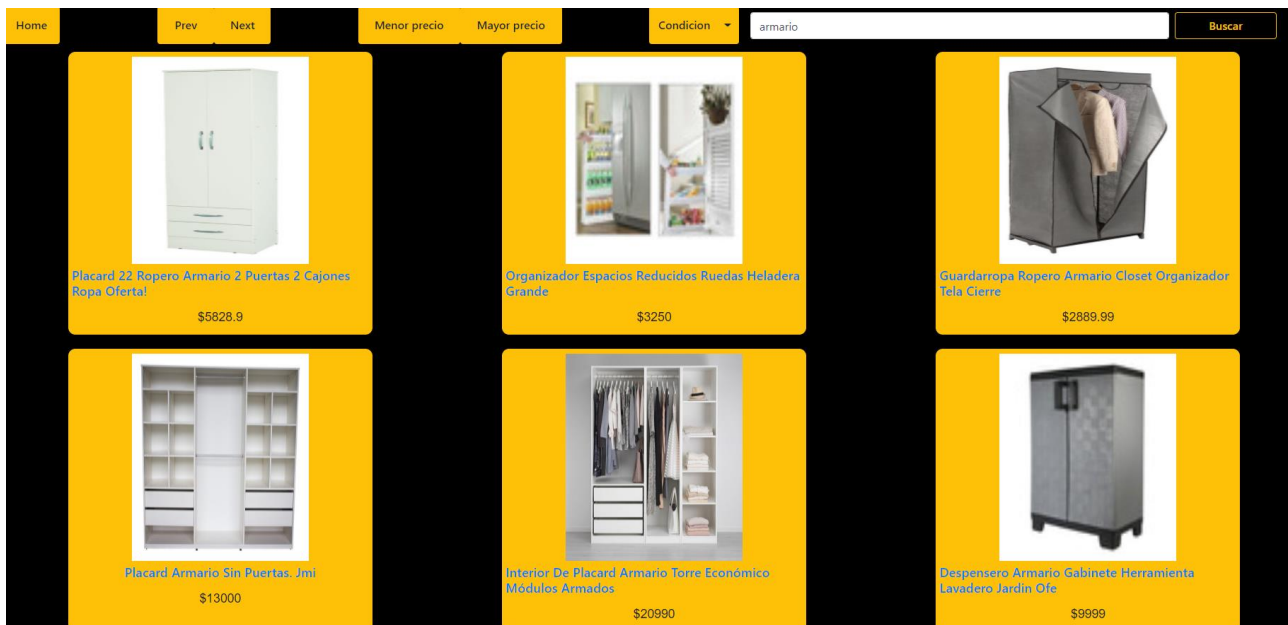 Home Prev Next Menor precio Mayor precio Condicion armario Buscar
Placard 22 Ropero Armario 2 Puertas 2 Cajones
Ropa Oferta!
$5828.9
Organizador Espacios Reducidos Ruedas Heladera
Grande
$3250
Guardarropa Ropero Armario Closet Organizador
Tela Cierre
$2889.99
Placard Armario Sin Puertas. Jmi
$13000
Interior De Placard Armario Torre Económico
Módulos Armados
$20990
Despensero Armario Gabinete Herramienta
Lavadero Jardin Ofe
$9999